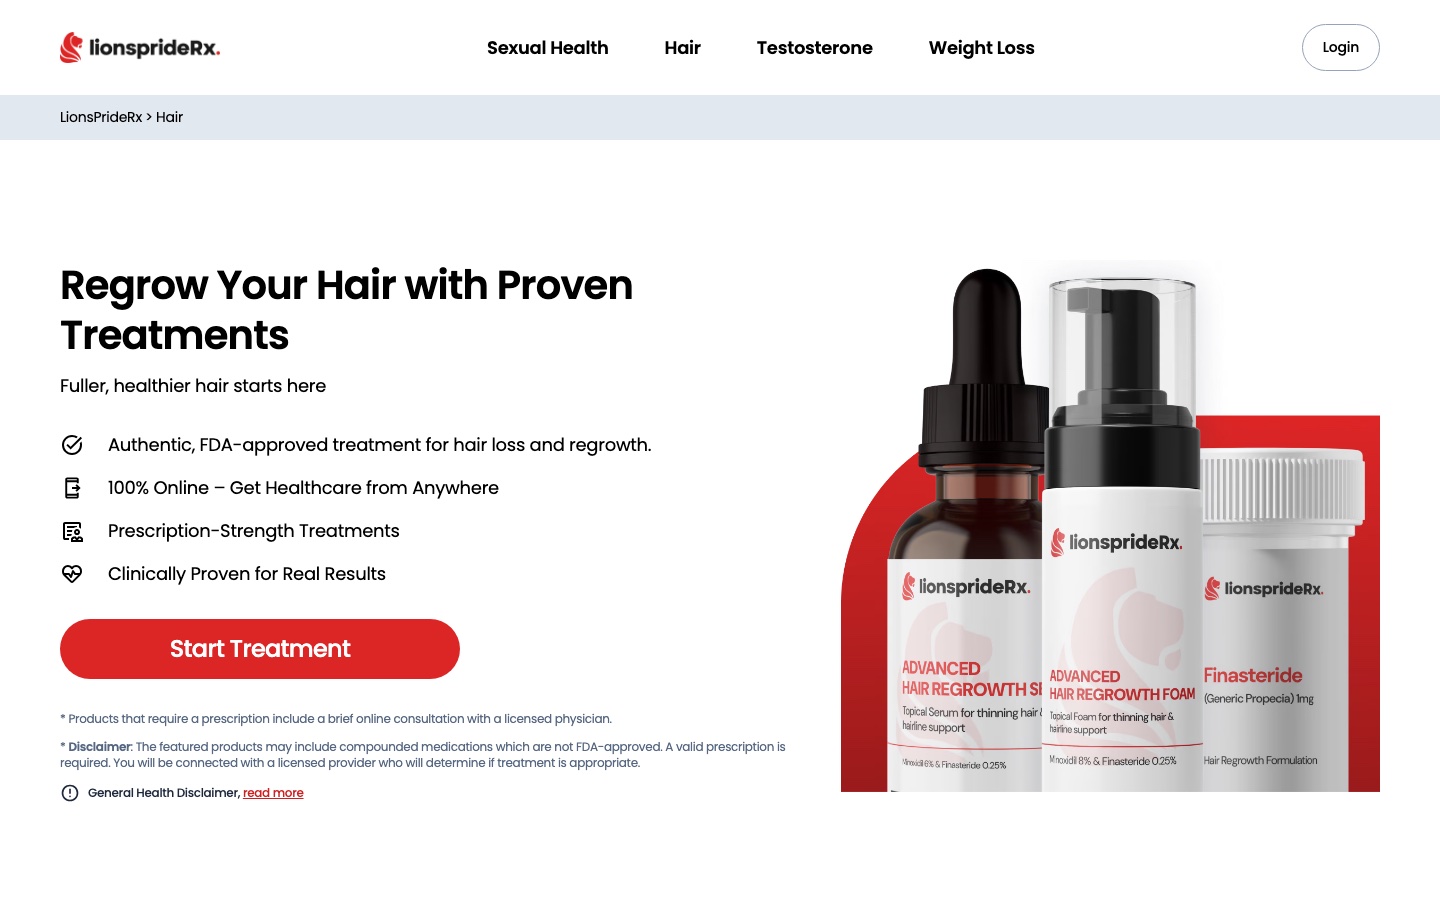 lionsprideRx.
Sexual Health
Hair
Testosterone
Weight Loss
Login
LionsPrideRx > Hair
Regrow Your Hair with Proven
Treatments
Fuller, healthier hair starts here
Authentic, FDA-approved treatment for hair loss and regrowth.
100% Online – Get Healthcare from Anywhere
Prescription-Strength Treatments
Clinically Proven for Real Results
Start Treatment
* Products that require a prescription include a brief online consultation with a licensed physician.
* Disclaimer: The featured products may include compounded medications which are not FDA-approved. A valid prescription is
required. You will be connected with a licensed provider who will determine if treatment is appropriate.
General Health Disclaimer, read more
lionsprideRx.
ADVANCED
HAIR REGROWTH SE
Topical Serum for thinning hair &
hairline support
Minoxidil 6% & Finasteride 0.25%
lionsprideRx.
ADVANCED
HAIR REGROWTH FOAM
Topical Foam for thinning hair &
hairline support
Minoxidil 8% & Finasteride 0.25%
lionsprideRx.
Finasteride
(Generic Propecia) 1mg
Hair Regrowth Formulation